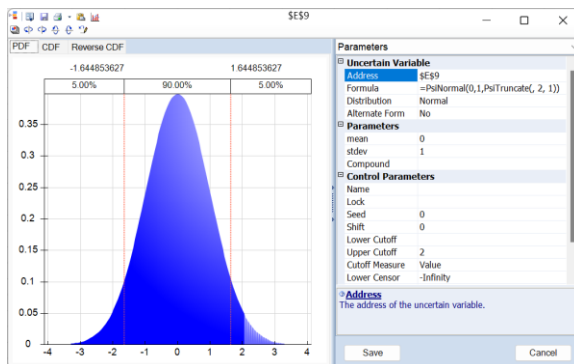 $E$9
PDF CDF Reverse CDF
-1.644853627 1.644853627
5.00% 90.00% 5.00%
0.35
0.3
0.25
0.2
0.15
0.1
0.05
0
-4 -3 -2 -1 0 1 2 3 4
Parameters
Uncertain Variable
Address $E$9
Formula =PsiNormal(0,1,PsiTruncate(, 2, 1))
Distribution Normal
Alternate Form No
Parameters
mean 0
stdev 1
Compound
Control Parameters
Name
Lock
Seed 0
Shift 0
Lower Cutoff
Upper Cutoff 2
Cutoff Measure Value
Lower Censor -Infinity
Address
The address of the uncertain variable.
Save Cancel